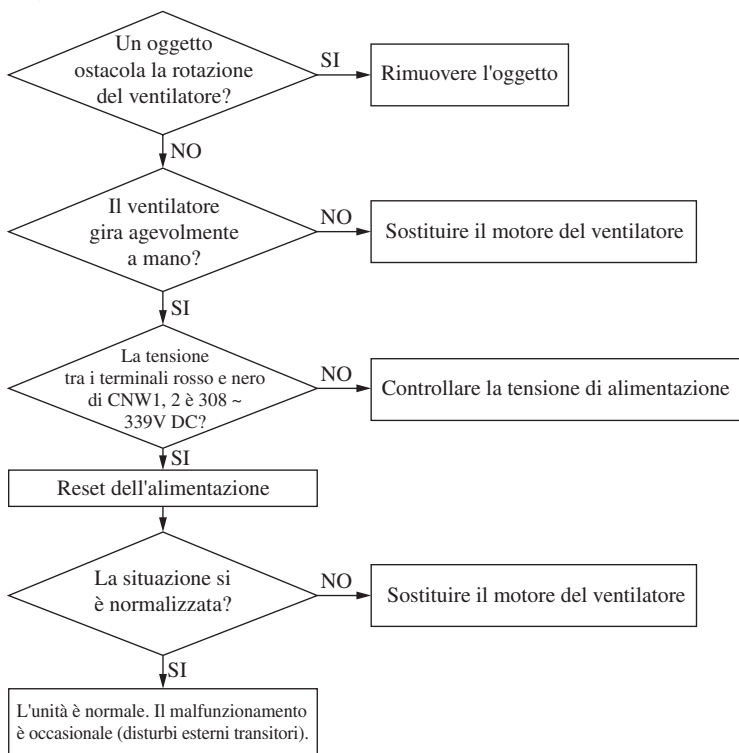 Un oggetto
ostacola la rotazione
del ventilatore?
SI
Rimuovere l'oggetto
NO
Il ventilatore
gira agevolmente
a mano?
NO
Sostituire il motore del ventilatore
SI
La tensione
tra i terminali rosso e nero
di CNW1, 2 è 308 ~
339V DC?
NO
Controllare la tensione di alimentazione
SI
Reset dell'alimentazione
La situazione si
è normalizzata?
NO
Sostituire il motore del ventilatore
SI
L'unità è normale. Il malfunzionamento
è occasionale (disturbi esterni transitori).